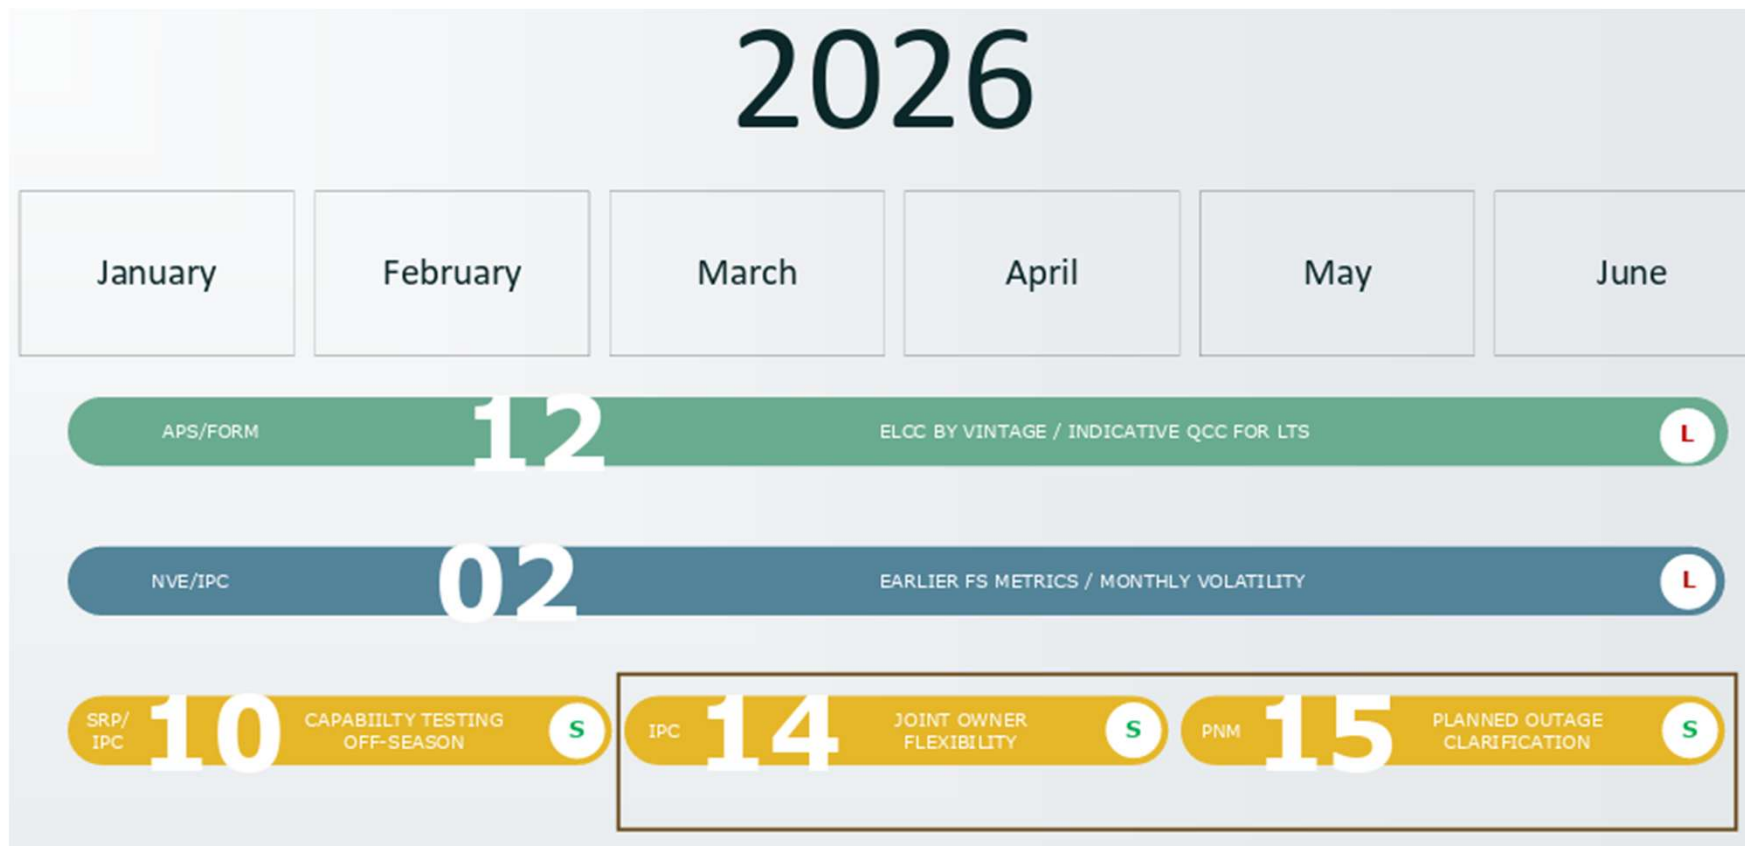 2026
January
February
March
April
May
June
APS/FORM
12
ELCC BY VINTAGE / INDICATIVE QCC FOR LTS
L
NVE/IPC
02
EARLIER FS METRICS / MONTHLY VOLATILITY
L
SRP/
IPC
10
CAPABIILTY TESTING
OFF-SEASON
S
IPC
14
JOINT OWNER
FLEXIBILITY
S
PNM
15
PLANNED OUTAGE
CLARIFICATION
S